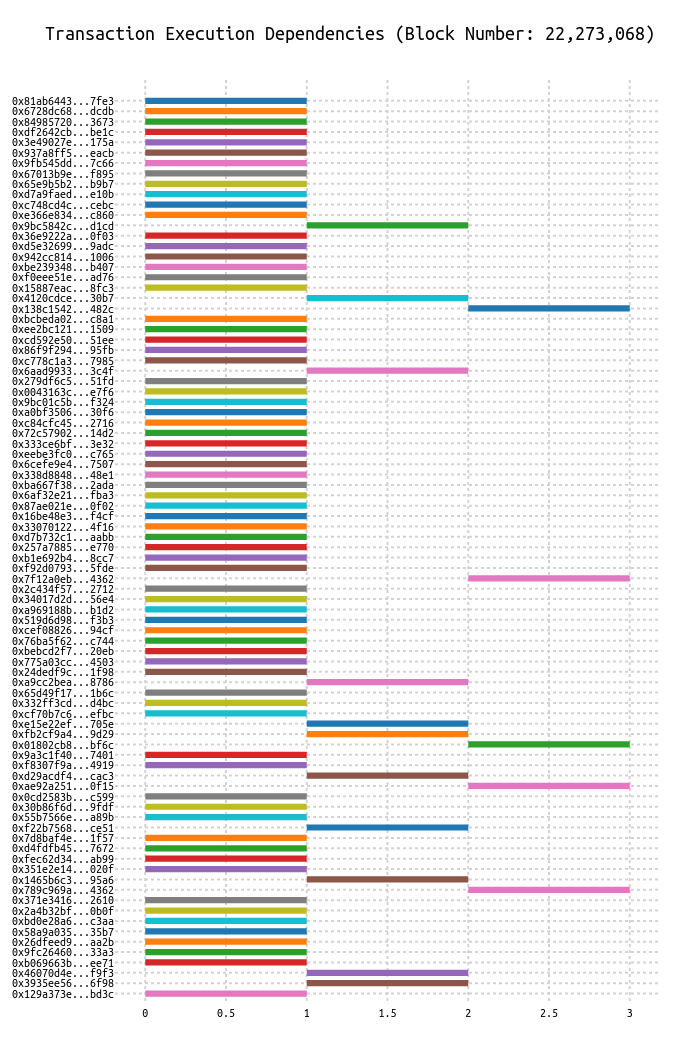 Transaction Execution Dependencies (Block Number: 22,273,068)
0x81ab6443...7fe3
0x6728dc68...dcdb
0x84985720...3673
0xdf2642cb...be1c
0x3e49027e...175a
0x937a8ff5...eacb
0x9fb545dd...7c66
0x67013b9e...f895
0x65e9b5b2...b9b7
0xd7a9faed...e10b
0xc748cd4c...cebc
0xe366e834...c860
0x9bc5842c...d1cd
0x36e9222a...0f03
0xd5e32699...9adc
0x942cc814...1006
0xbe239348...b407
0xf0eee51e...ad76
0x15887eac...8fc3
0x4120cdce...30b7
0x138c1542...482c
0xbcbeda02...c8a1
0xee2bc121...1509
0xcd592e50...51ee
0x86f9f294...95fb
0xc778c1a3...7985
0x6aad9933...3c4f
0x279df6c5...51fd
0x0043163c...e7f6
0x9bc01c5b...f324
0xa0bf3506...30f6
0xc84cfc45...2716
0x72c57902...14d2
0x333ce6bf...3e32
0xeebe3fc0...c765
0x6cefe9e4...7507
0x338d8848...48e1
0xba667f38...2ada
0x6af32e21...fba3
0x87ae021e...0f02
0x16be48e3...f4cf
0x33070122...4f16
0xd7b732c1...aabb
0x257a7885...e770
0xb1e692b4...8cc7
0xf92d0793...5fde
0x7f12a0eb...4362
0x2c434f57...2712
0x34017d2d...56e4
0xa969188b...b1d2
0x519d6d98...f3b3
0xcef08826...94cf
0x76ba5f62...c744
0xbebcd2f7...20eb
0x775a03cc...4503
0x24dedf9c...1f98
0xa9cc2bea...8786
0x65d49f17...1b6c
0x332ff3cd...d4bc
0xcf70b7c6...efbc
0xe15e22ef...705e
0xfb2cf9a4...9d29
0x01802cb8...bf6c
0x9a3c1f40...7401
0xf8307f9a...4919
0xd29acdf4...cac3
0xae92a251...0f15
0x0cd2583b...c599
0x30b86f6d...9fdf
0x55b7566e...a89b
0xf22b7568...ce51
0x7d8baf4e...1f57
0xd4fdfb45...7672
0xfec62d34...ab99
0x351e2e14...020f
0x1465b6c3...95a6
0x789c969a...4362
0x371e3416...2610
0x2a4b32bf...0b0f
0xbd0e28a6...c3aa
0x58a9a035...35b7
0x26dfeed9...aa2b
0x9fc26460...33a3
0xb069663b...ee71
0x46070d4e...f9f3
0x3935ee56...6f98
0x129a373e...bd3c
0 0.5 1 1.5 2 2.5 3